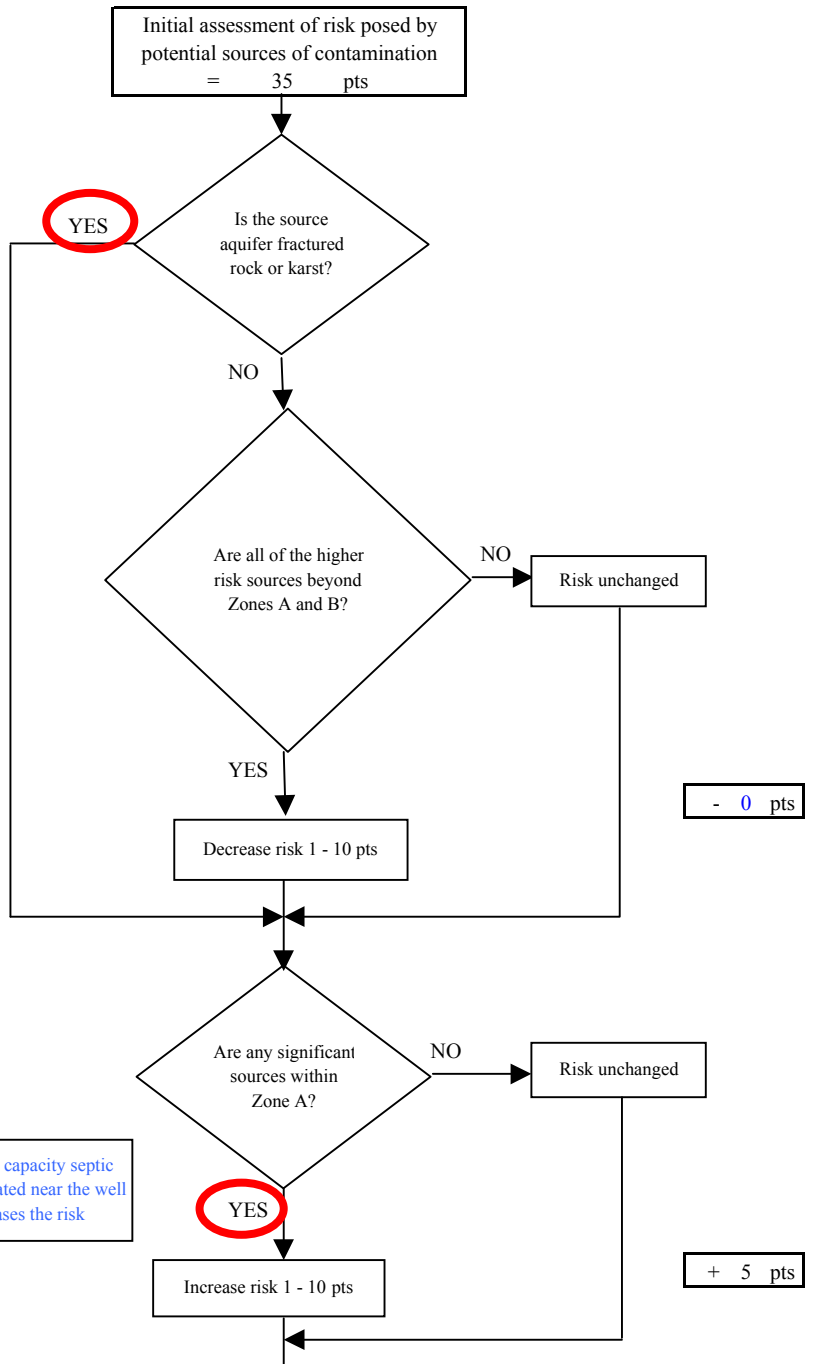 Initial assessment of risk posed by
potential sources of contamination
= 35 pts
YES
Is the source
aquifer fractured
rock or karst?
NO
Are all of the higher
risk sources beyond
Zones A and B?
NO
Risk unchanged
YES
- 0 pts
Decrease risk 1 - 10 pts
Are any significant
sources within
Zone A?
NO
Risk unchanged
capacity septic
ated near the well
ases the risk
YES
+ 5 pts
Increase risk 1 - 10 pts